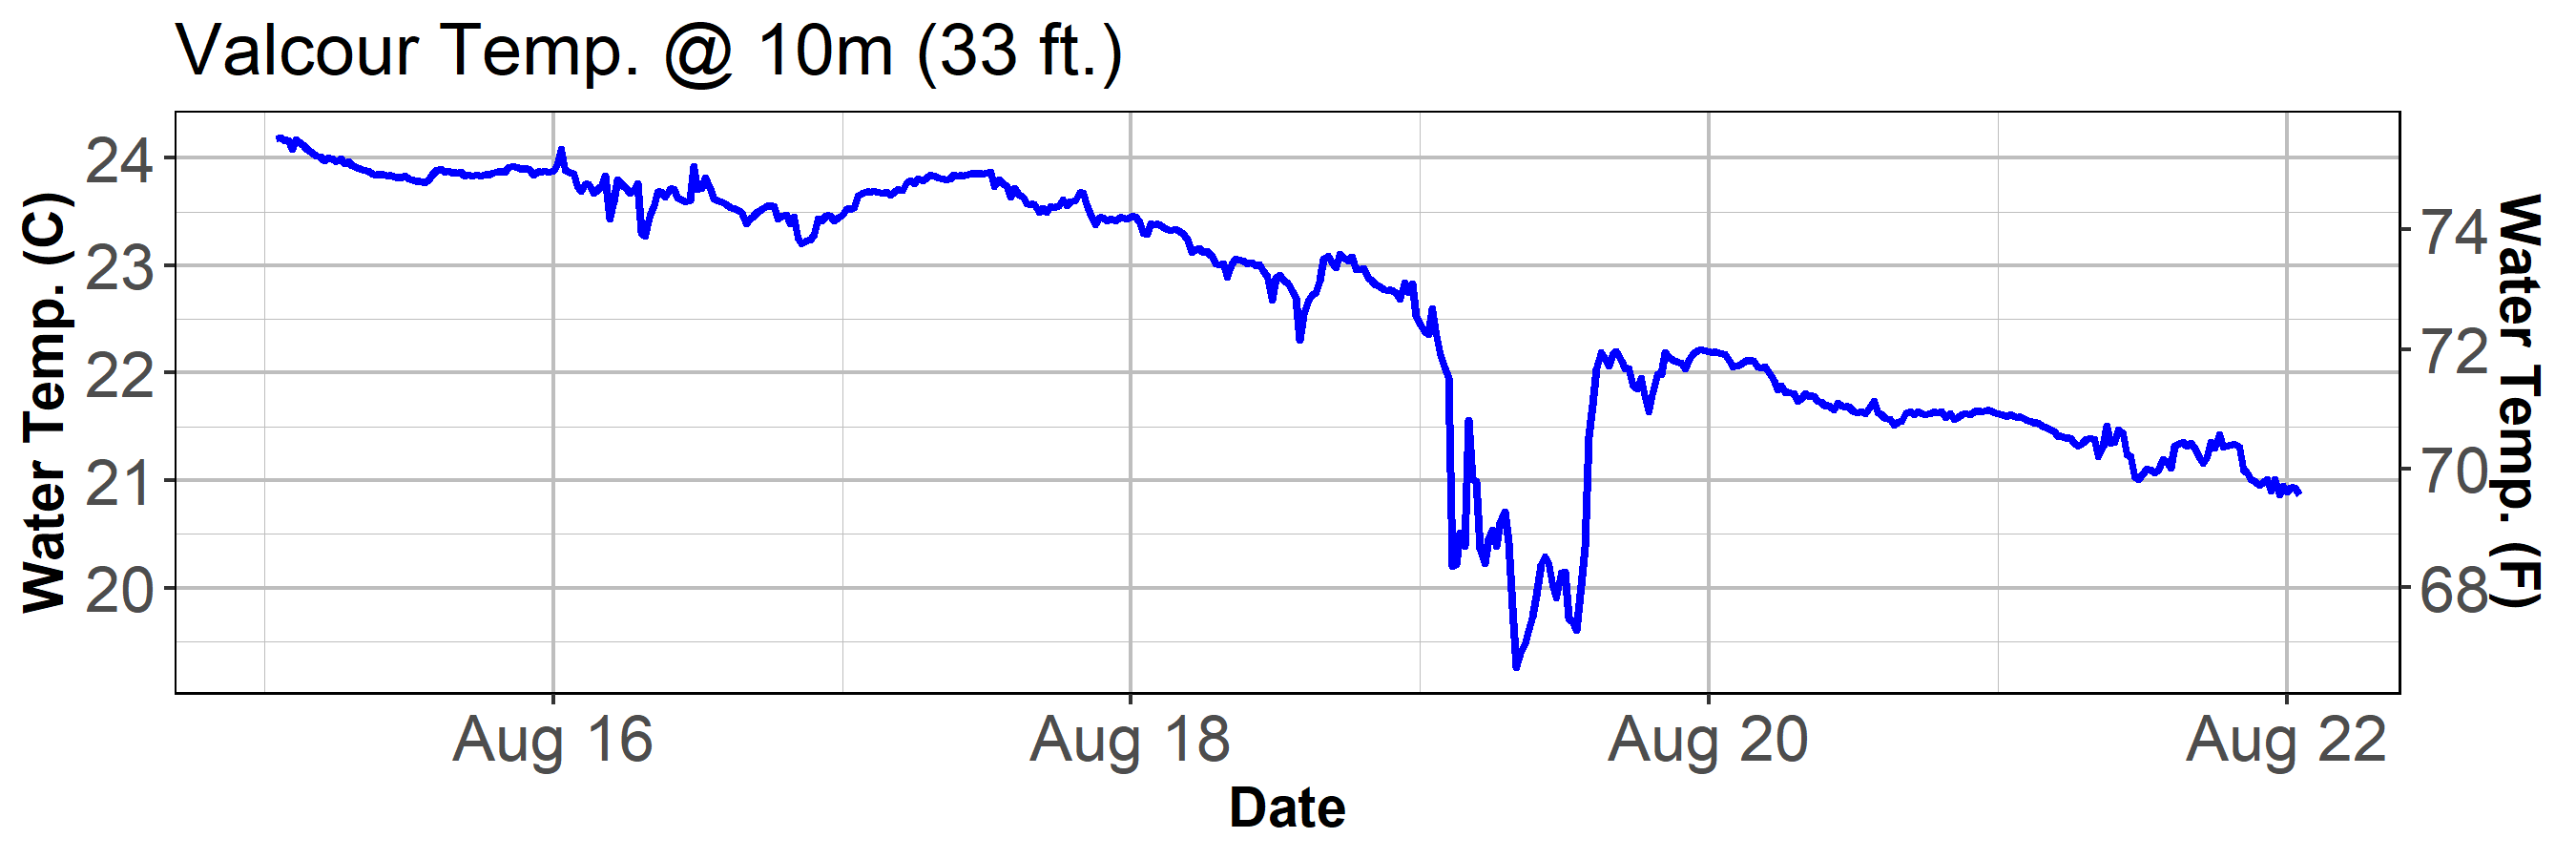 Valcour Temp. @ 10m (33 ft.)
Water Temp. (C)
24
23
22
21
20
74
72
70
68
Water Temp. (F)
Aug 16
Aug 18
Aug 20
Aug 22
Date